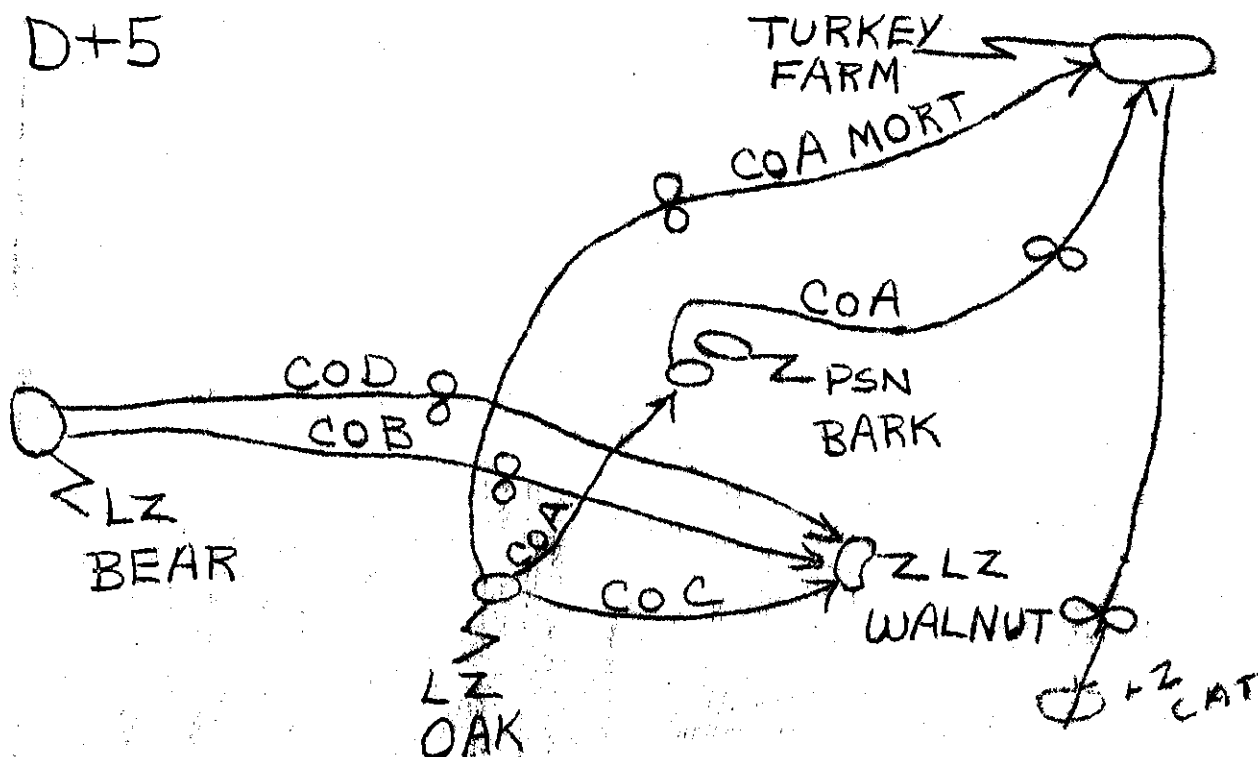 D+5
TURKEY
FARM
COA MORT
COA
COD
COB
PSN
BARK
LZ
BEAR
COA
COC
LZ
WALNUT
LZ
OAK
LZ
CAT